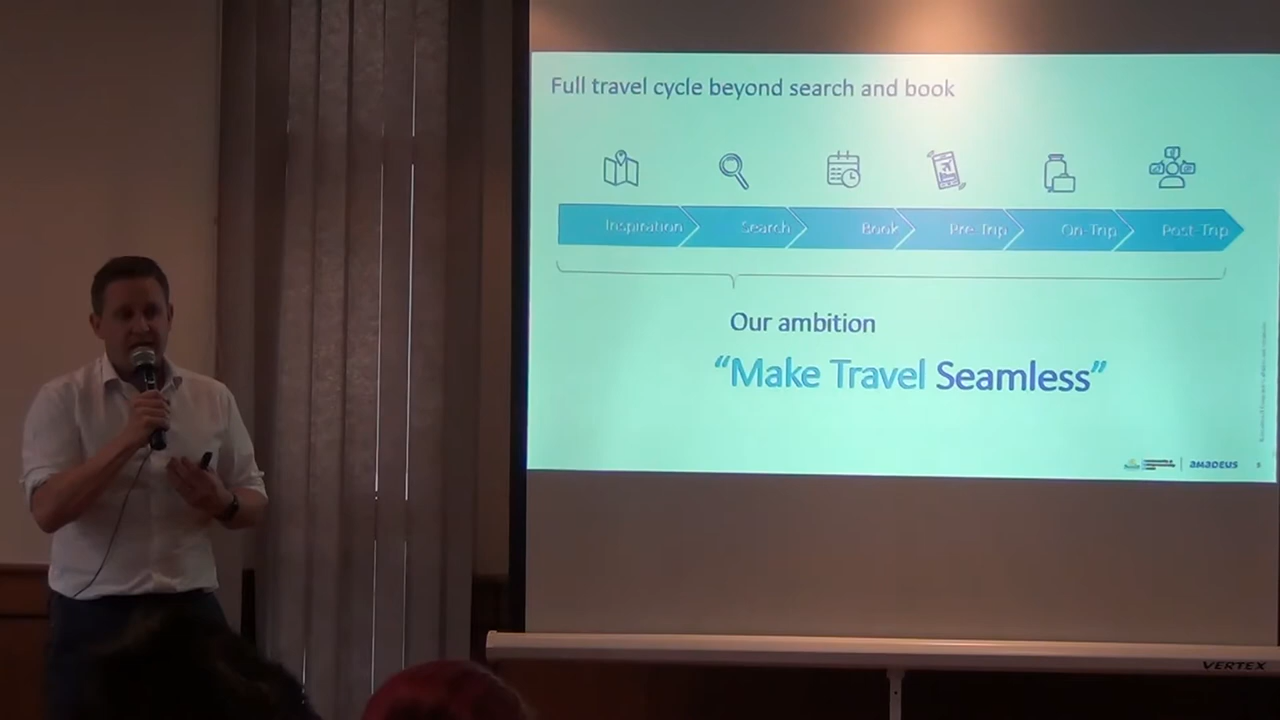 Full travel cycle beyond search and book
Inspiration
Search
Book
Pre-Trip
On-Trip
Post-Trip
Our ambition
“Make Travel Seamless”
amadeus
VERTEX